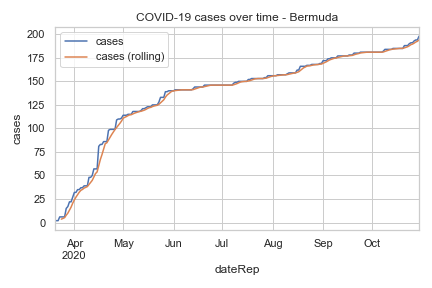 COVID-19 cases over time - Bermuda
cases
cases (rolling)
200
175
150
125
100
75
50
25
0
cases
Apr
2020
May
Jun
Jul
Aug
Sep
Oct
dateRep